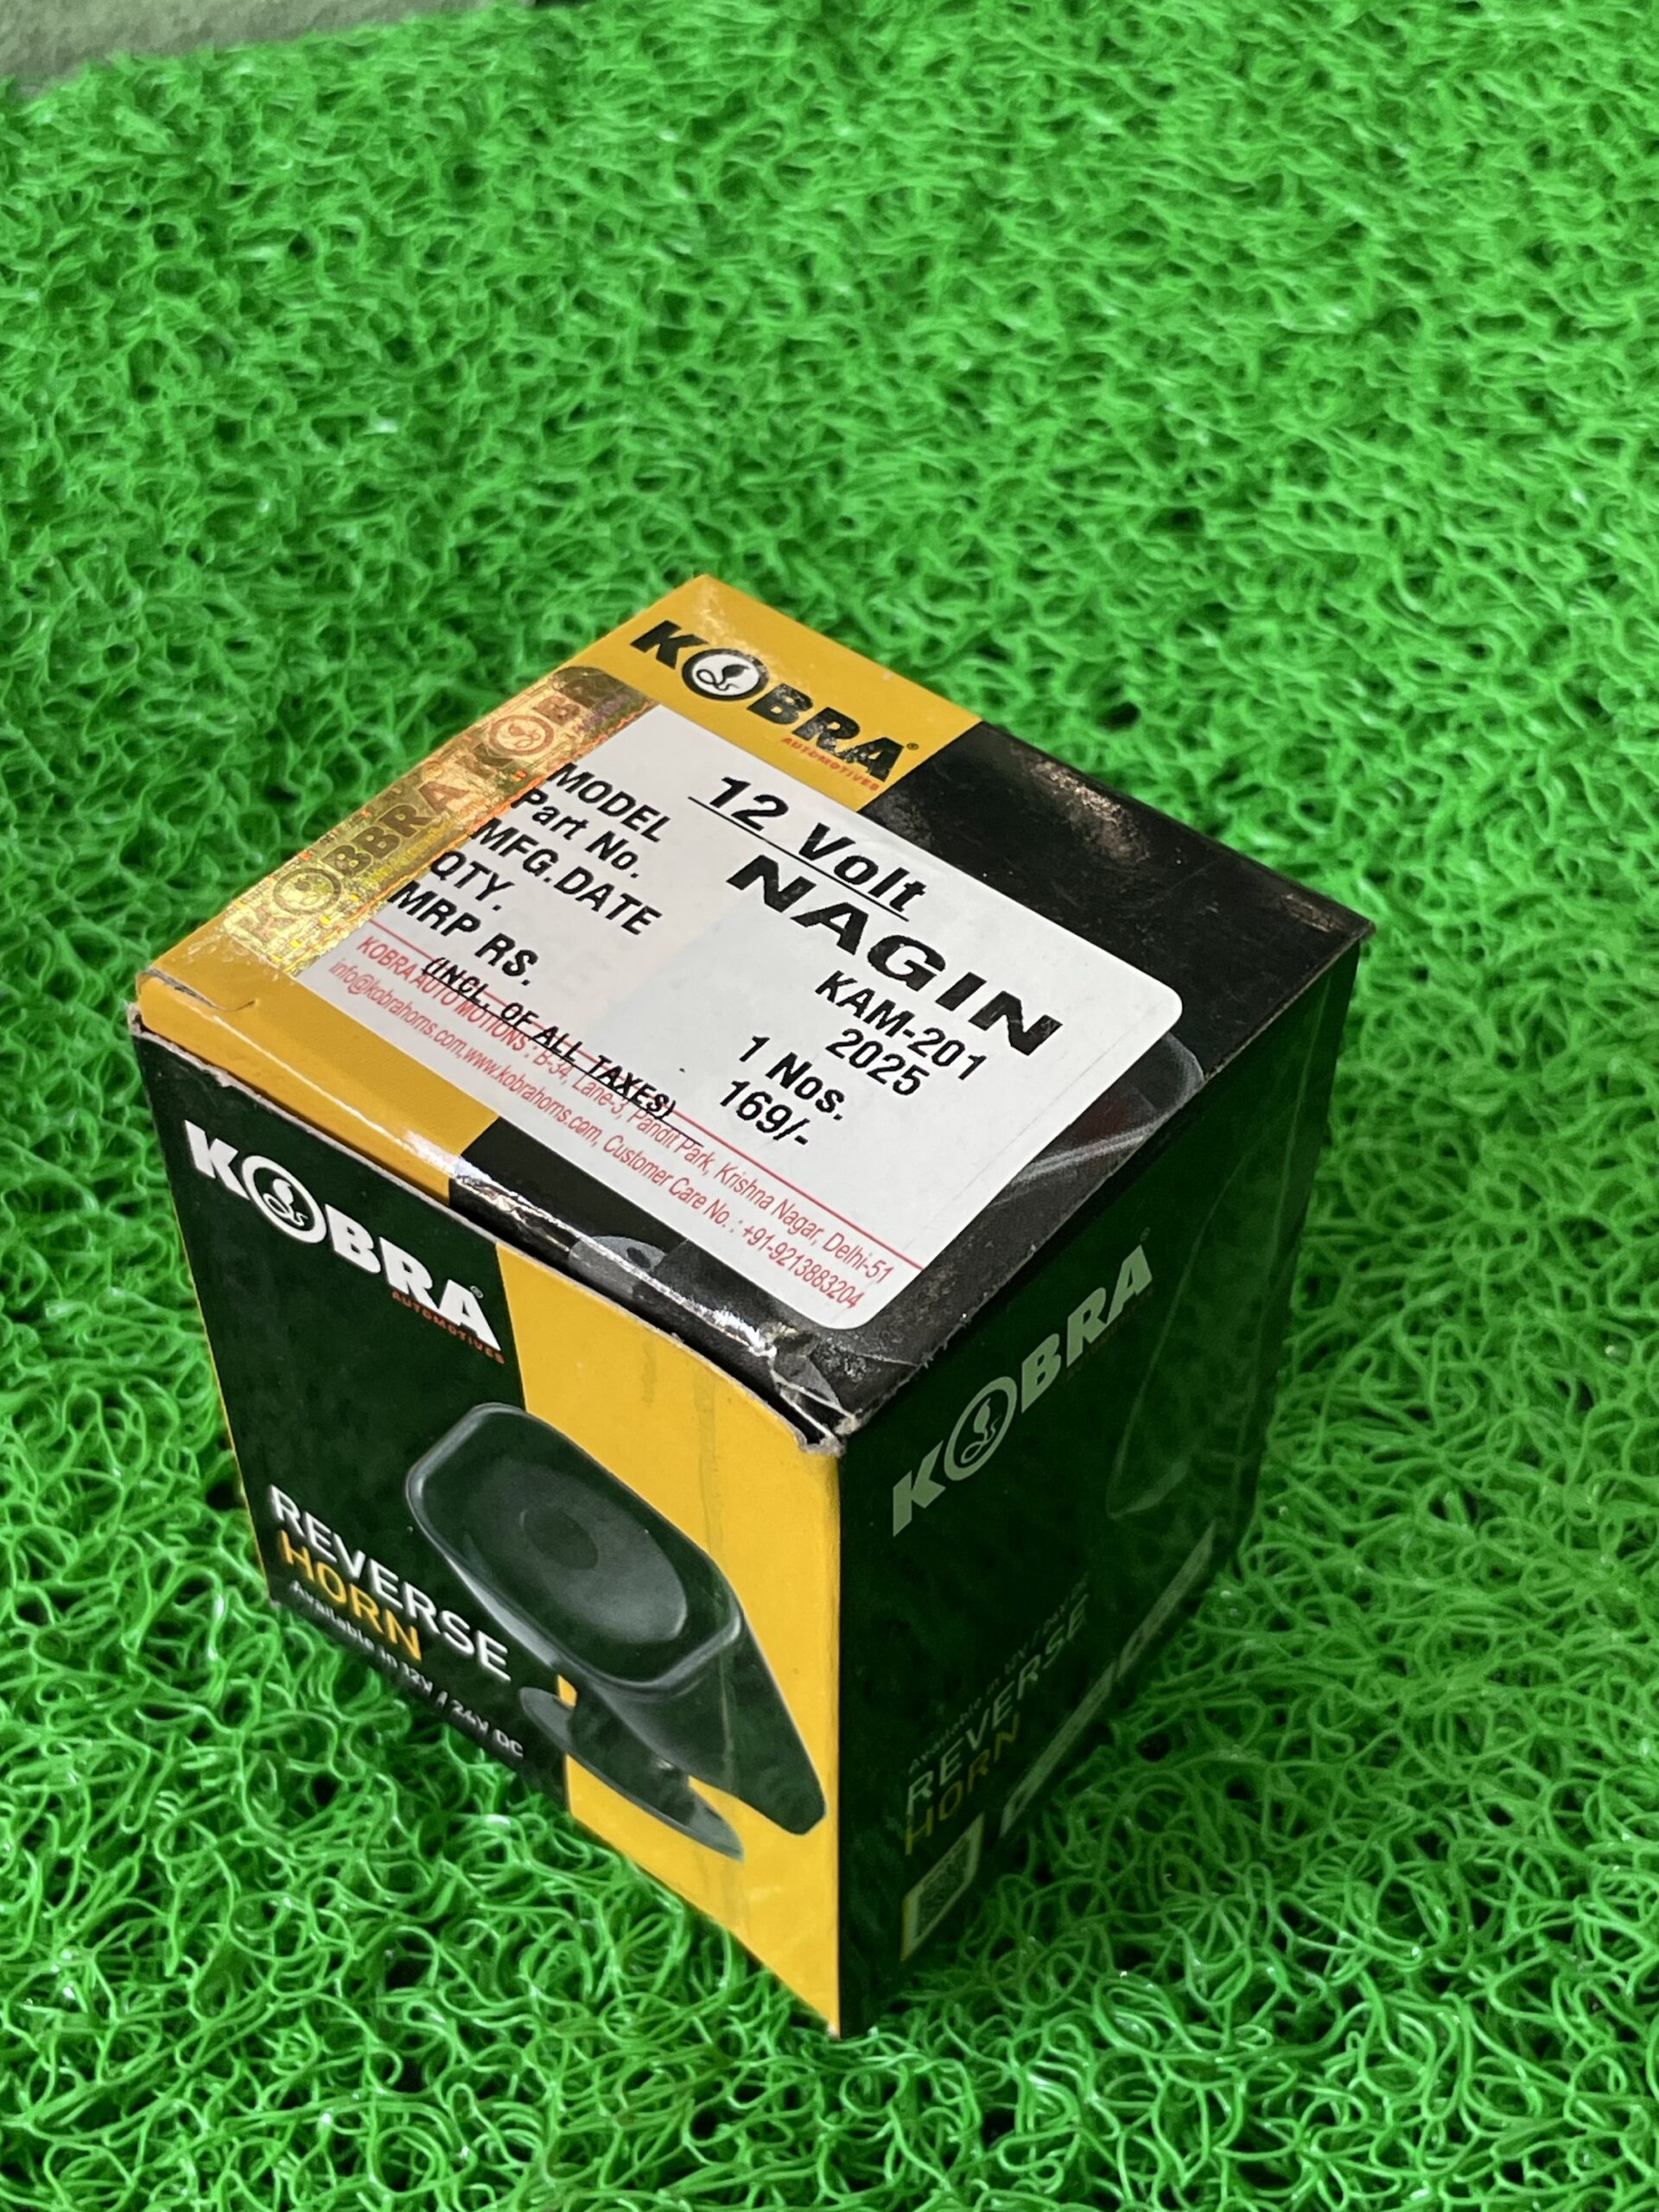 KOBRA
AUTOMOTIVES
KOBRA KOB
12 Volt
MODEL NAGIN
Part No. KAM-201
MFG.DATE 2025
QTY. 1 Nos.
MRP RS. 169/-
(INCL. OF ALL TAXES)
KOBRA AUTO MOTIONS : B-34, Lane-3, Pandit Park, Krishna Nagar, Delhi-51
info@kobrahorns.com,www.kobrahorns.com, Customer Care No. : +91-9213883204
KOBRA
AUTOMOTIVES
REVERSE
HORN
Available in 12V / 24V DC
KOBRA
Available in
REVERSE
HORN